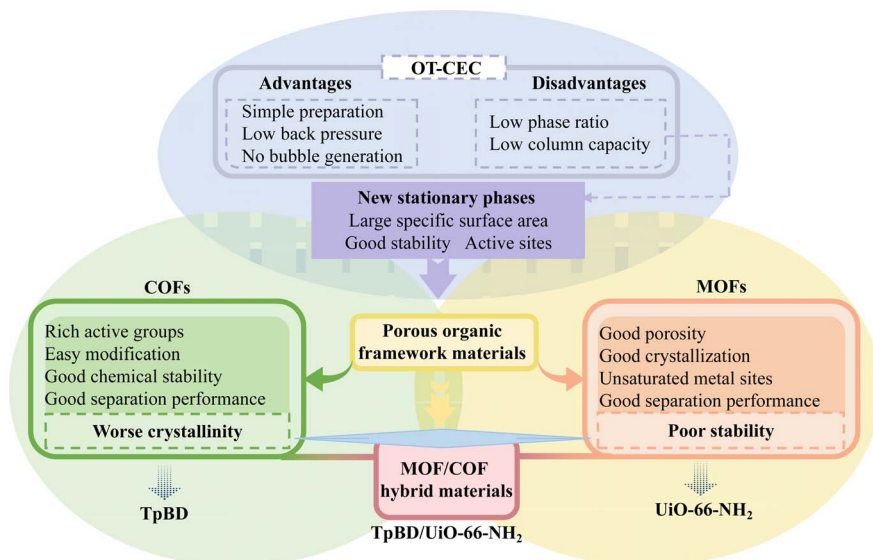 OT-CEC
Advantages
Simple preparation
Low back pressure
No bubble generation
Disadvantages
Low phase ratio
Low column capacity
New stationary phases
Large specific surface area
Good stability Active sites
COFs
Rich active groups
Easy modification
Good chemical stability
Good separation performance
Worse crystallinity
TpBD
Porous organic
framework materials
MOF/COF
hybrid materials
TpBD/UiO-66-NH₂
MOFs
Good porosity
Good crystallization
Unsaturated metal sites
Good separation performance
Poor stability
UiO-66-NH₂